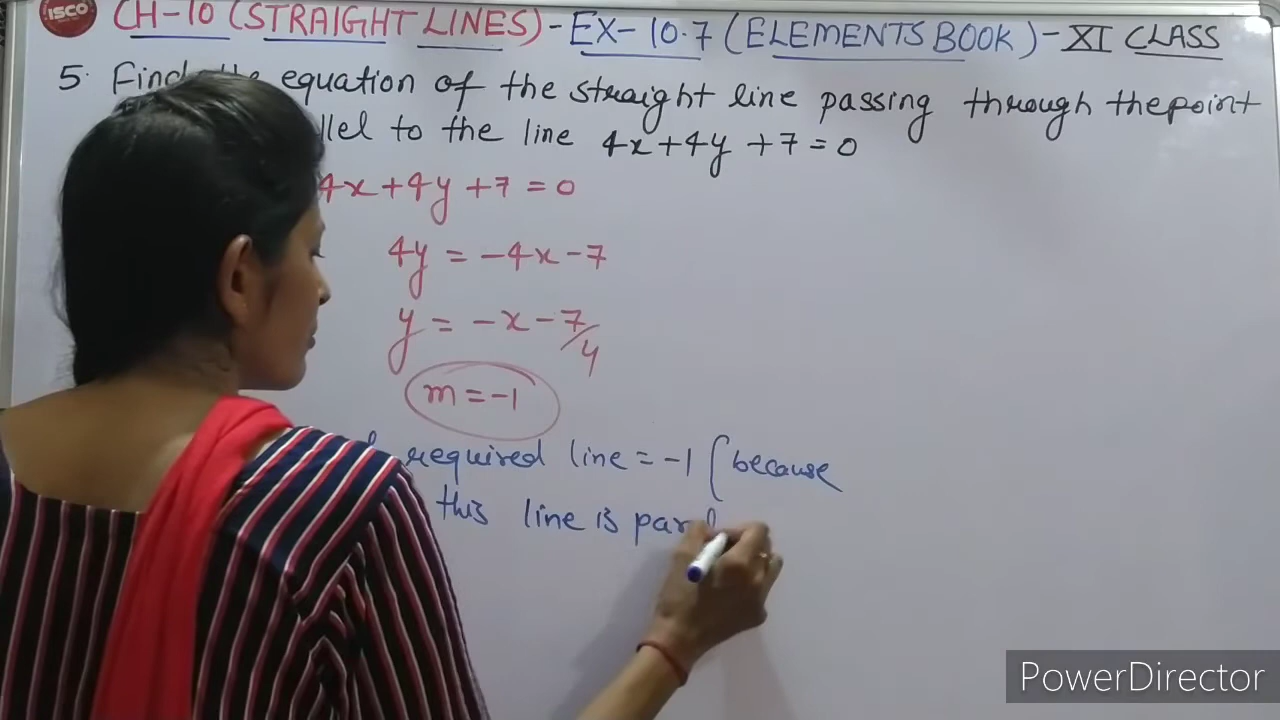 ISCO
CH-10 (STRAIGHT LINES) - EX-10.7 (ELEMENTS BOOK) - XI CLASS
5. Find the equation of the straight line passing through the point
to the line 4x+4y+7=0
4x+4y+7=0
4y = -4x-7
y = -x-7/4
m=-1
required line = -1 (because
this line is par
PowerDirector